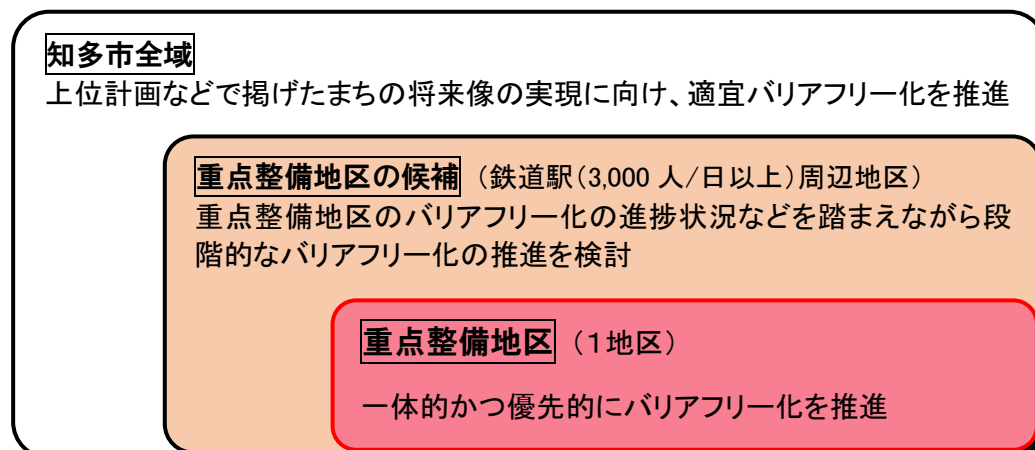 知多市全域
上位計画などで掲げたまちの将来像の実現に向け、適宜バリアフリー化を推進
重点整備地区の候補（鉄道駅（3,000 人/日以上）周辺地区）
重点整備地区のバリアフリー化の進捗状況などを踏まえながら段
階的なバリアフリー化の推進を検討
重点整備地区（１地区）
一体的かつ優先的にバリアフリー化を推進